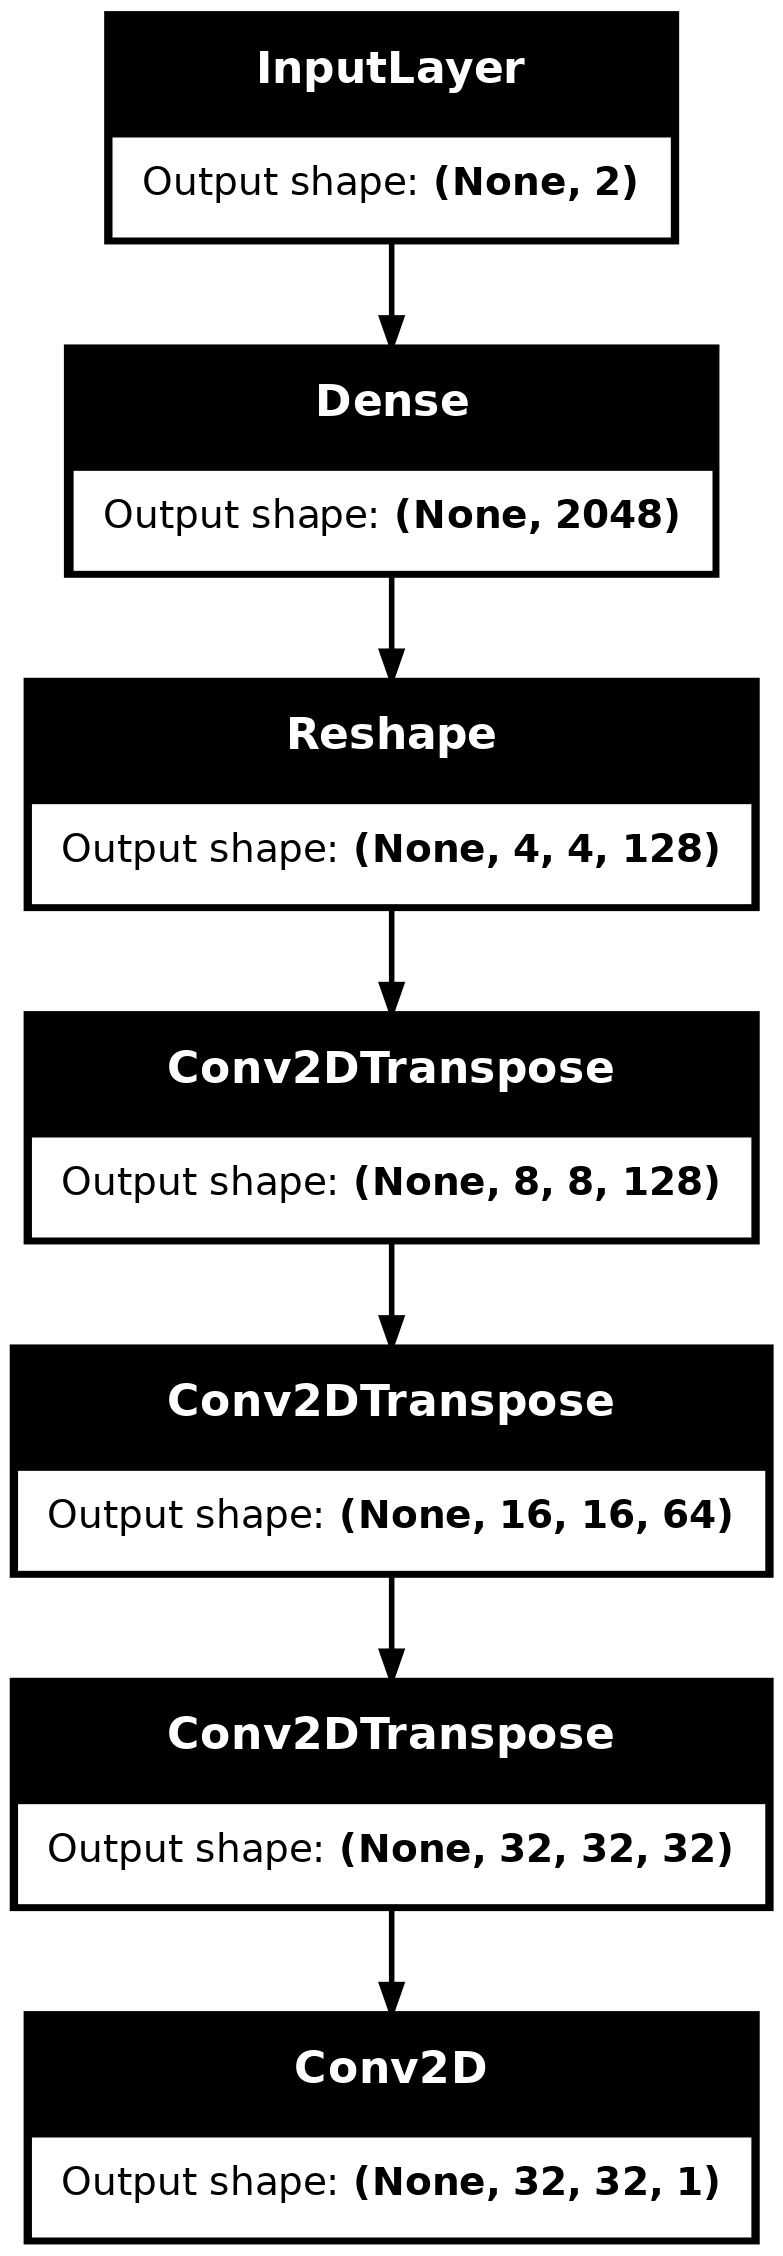 InputLayer
Output shape: (None, 2)
Dense
Output shape: (None, 2048)
Reshape
Output shape: (None, 4, 4, 128)
Conv2DTranspose
Output shape: (None, 8, 8, 128)
Conv2DTranspose
Output shape: (None, 16, 16, 64)
Conv2DTranspose
Output shape: (None, 32, 32, 32)
Conv2D
Output shape: (None, 32, 32, 1)